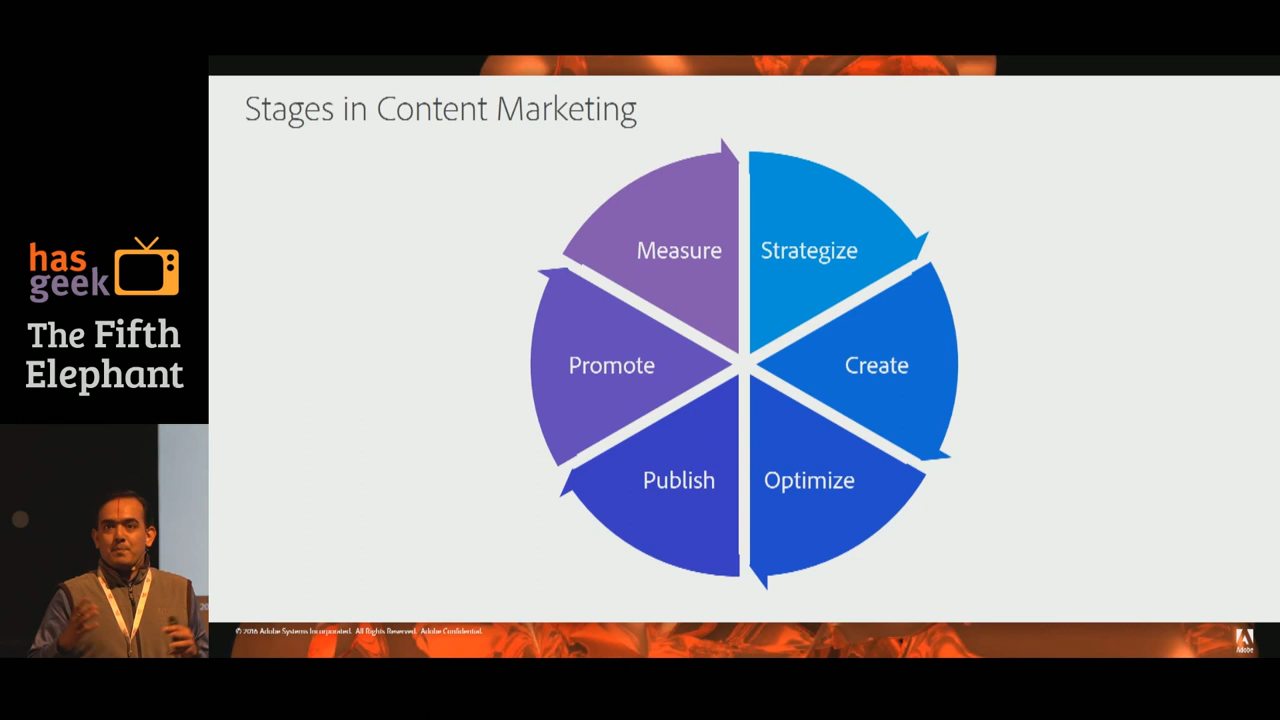 Stages in Content Marketing
Measure
Strategize
Promote
Create
Publish
Optimize
has
geek
The Fifth
Elephant
© 2016 Adobe Systems Incorporated. All Rights Reserved. Adobe Confidential.
Adobe